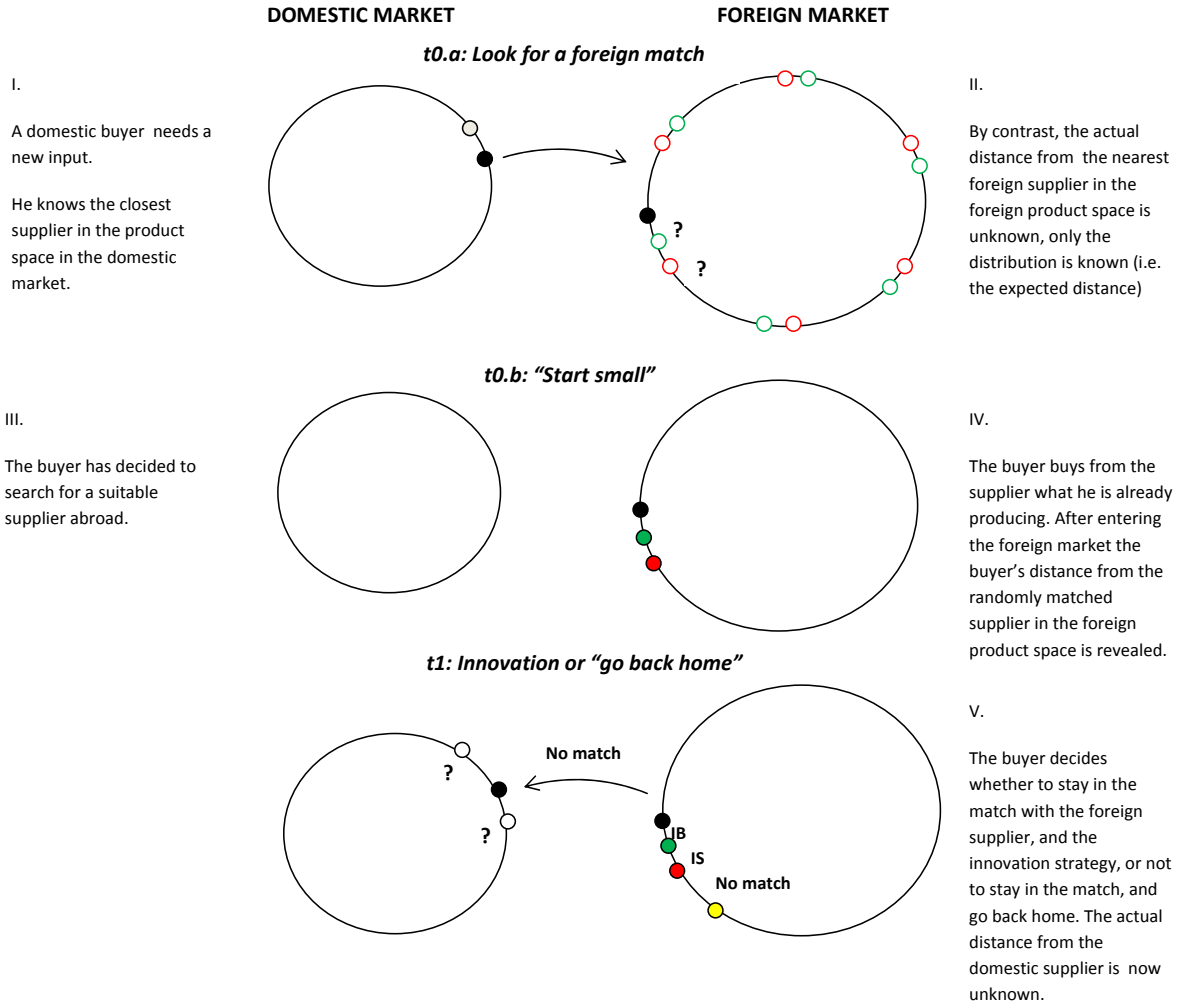 DOMESTIC MARKET
FOREIGN MARKET
t0.a: Look for a foreign match
I.
A domestic buyer needs a
new input.
He knows the closest
supplier in the product
space in the domestic
market.
?
?
II.
By contrast, the actual
distance from the nearest
foreign supplier in the
foreign product space is
unknown, only the
distribution is known (i.e.
the expected distance)
t0.b: “Start small”
III.
The buyer has decided to
search for a suitable
supplier abroad.
IV.
The buyer buys from the
supplier what he is already
producing. After entering
the foreign market the
buyer’s distance from the
randomly matched
supplier in the foreign
product space is revealed.
t1: Innovation or “go back home”
?
?
No match
IB
IS
No match
V.
The buyer decides
whether to stay in the
match with the foreign
supplier, and the
innovation strategy, or not
to stay in the match, and
go back home. The actual
distance from the
domestic supplier is now
unknown.